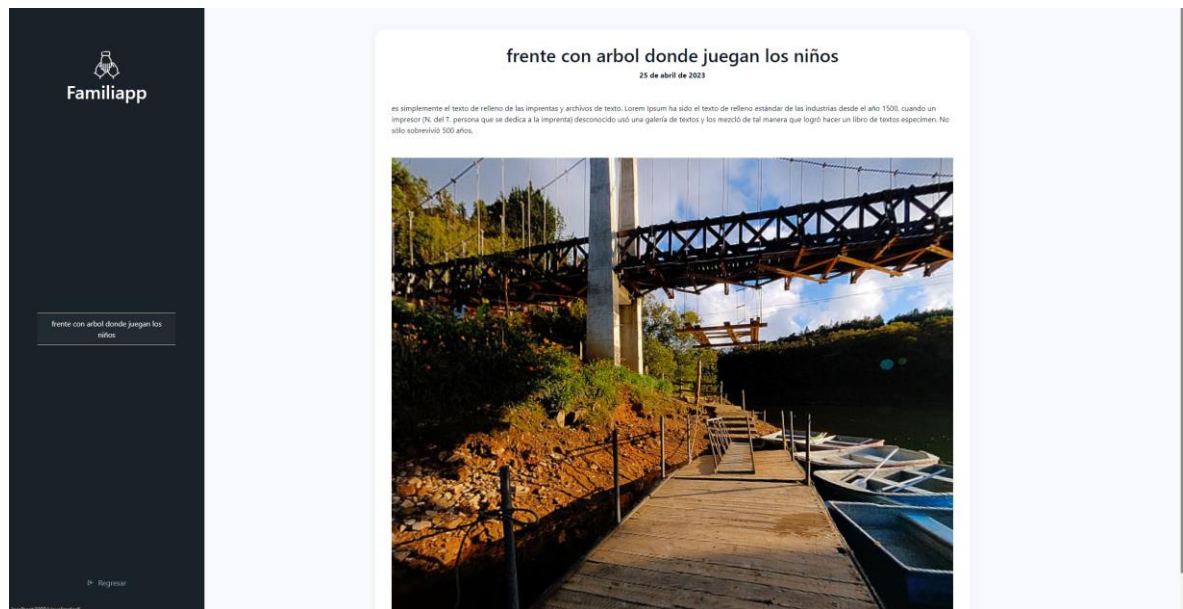 Familiapp
frente con arbol donde juegan los
niños
Regresar
frente con arbol donde juegan los niños
25 de abril de 2023
es simplemente el texto de relleno de las imprentas y archivos de texto. Lorem Ipsum ha sido el texto de relleno estándar de las industrias desde el año 1500, cuando un
impresor (N. del T. persona que se dedica a la imprenta) desconocido usó una galería de textos y los mezcló de tal manera que logró hacer un libro de textos especimen. No
sólo sobrevivió 500 años,